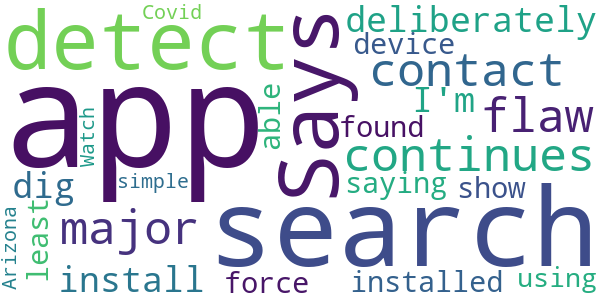 Covid
detect
says
deliberately
device
contact
app
Watch
able
I'm
flaw
found
continues
dig
simple
saying
show
search
Arizona
least
major
install
force
installed
using